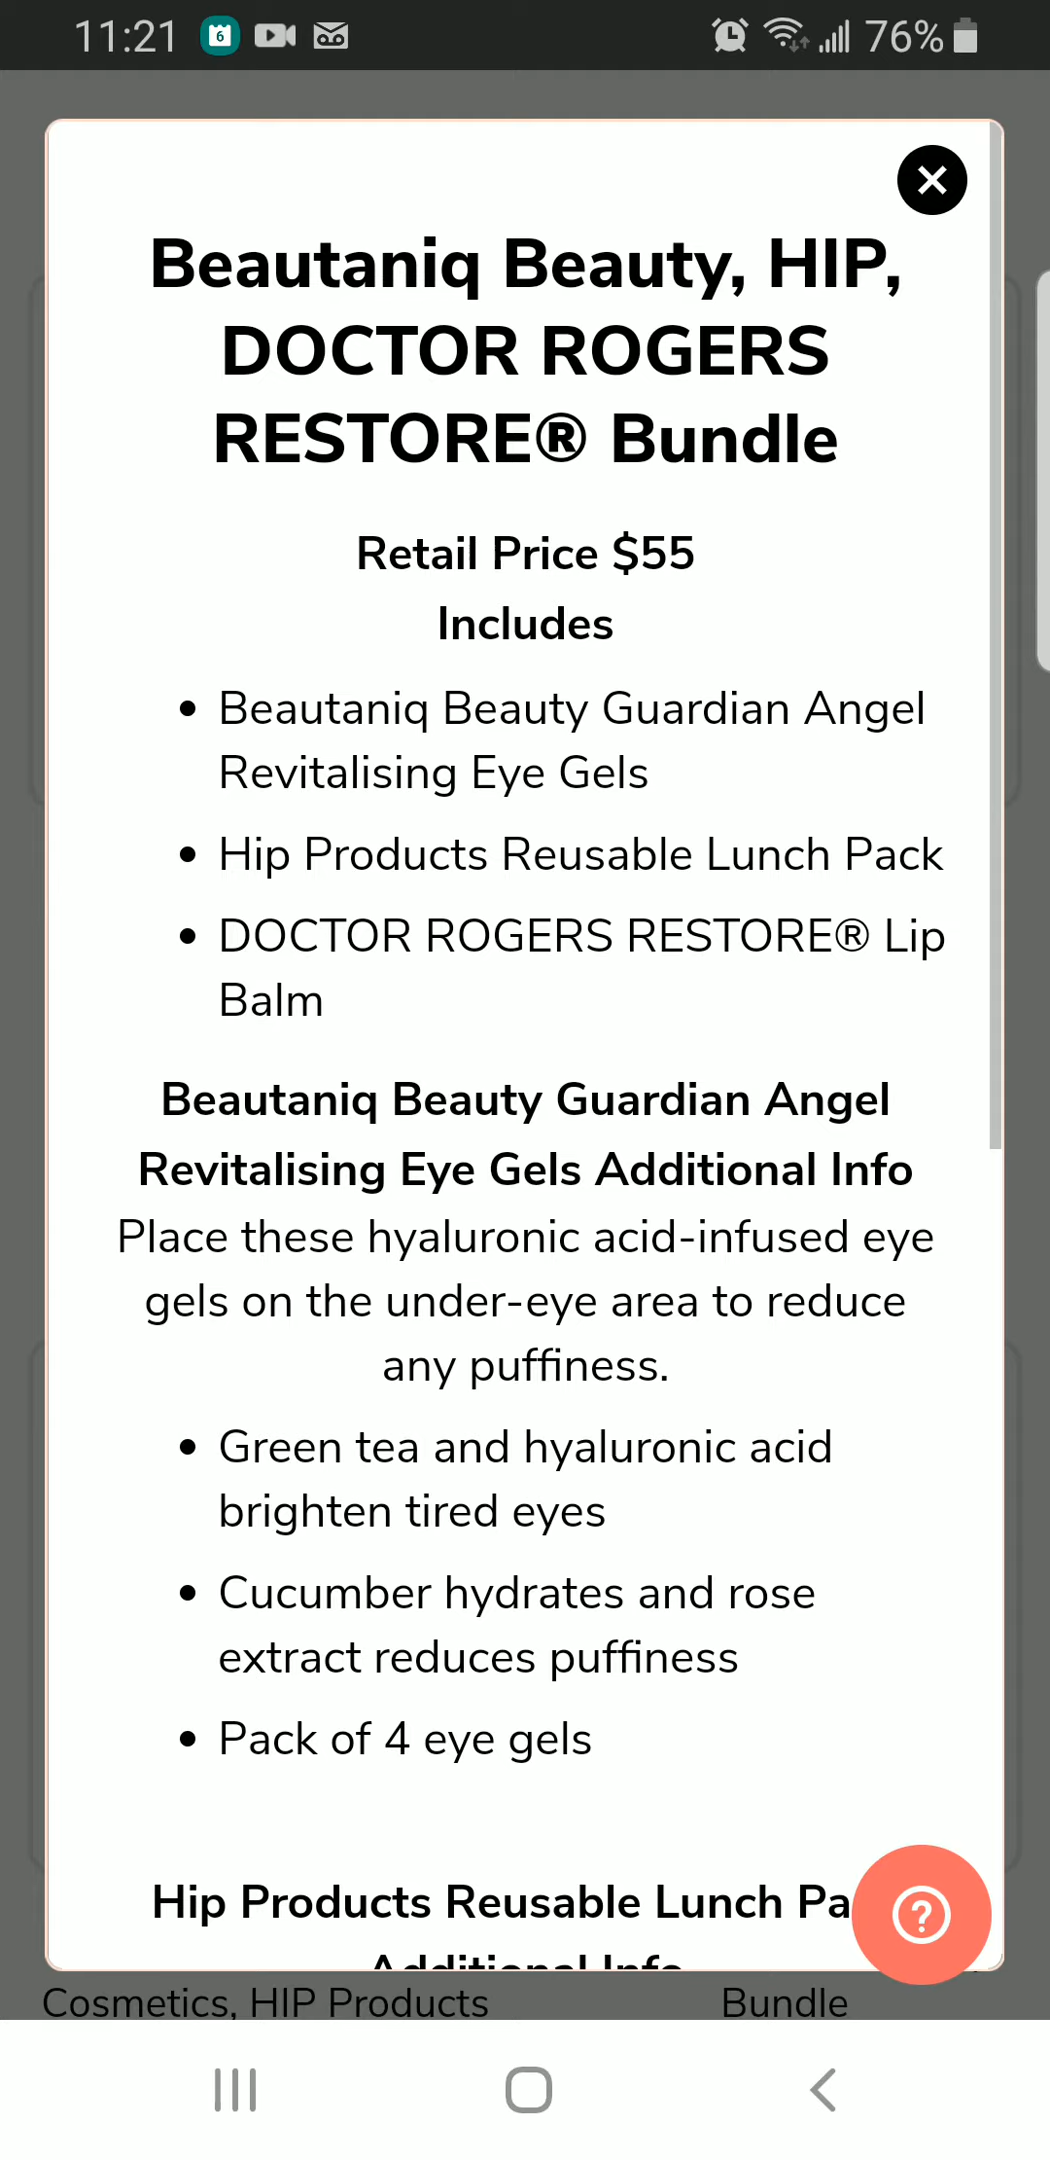 11:21
6
76%
Beautaniq Beauty, HIP,
DOCTOR ROGERS
RESTORE® Bundle
Retail Price $55
Includes
• Beautaniq Beauty Guardian Angel
Revitalising Eye Gels
• Hip Products Reusable Lunch Pack
• DOCTOR ROGERS RESTORE® Lip
Balm
Beautaniq Beauty Guardian Angel
Revitalising Eye Gels Additional Info
Place these hyaluronic acid-infused eye
gels on the under-eye area to reduce
any puffiness.
• Green tea and hyaluronic acid
brighten tired eyes
• Cucumber hydrates and rose
extract reduces puffiness
• Pack of 4 eye gels
Hip Products Reusable Lunch Pa
Additional Info
Cosmetics, HIP Products
Bundle